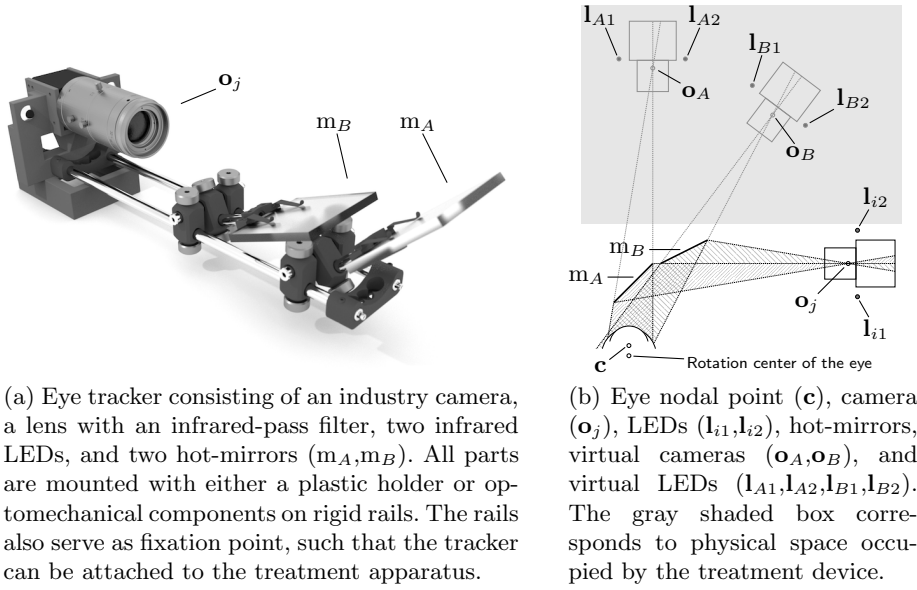 o_j
m_B
m_A
l_A1
l_A2
l_B1
l_B2
o_A
o_B
l_i2
m_B
m_A
o_j
l_i1
c
Rotation center of the eye
(a) Eye tracker consisting of an industry camera,
a lens with an infrared-pass filter, two infrared
LEDs, and two hot-mirrors (m_A,m_B). All parts
are mounted with either a plastic holder or op-
tomechanical components on rigid rails. The rails
also serve as fixation point, such that the tracker
can be attached to the treatment apparatus.
(b) Eye nodal point (c), camera
(o_j), LEDs (l_i1,l_i2), hot-mirrors,
virtual cameras (o_A,o_B), and
virtual LEDs (l_A1,l_A2,l_B1,l_B2).
The gray shaded box corre-
sponds to physical space occu-
pied by the treatment device.